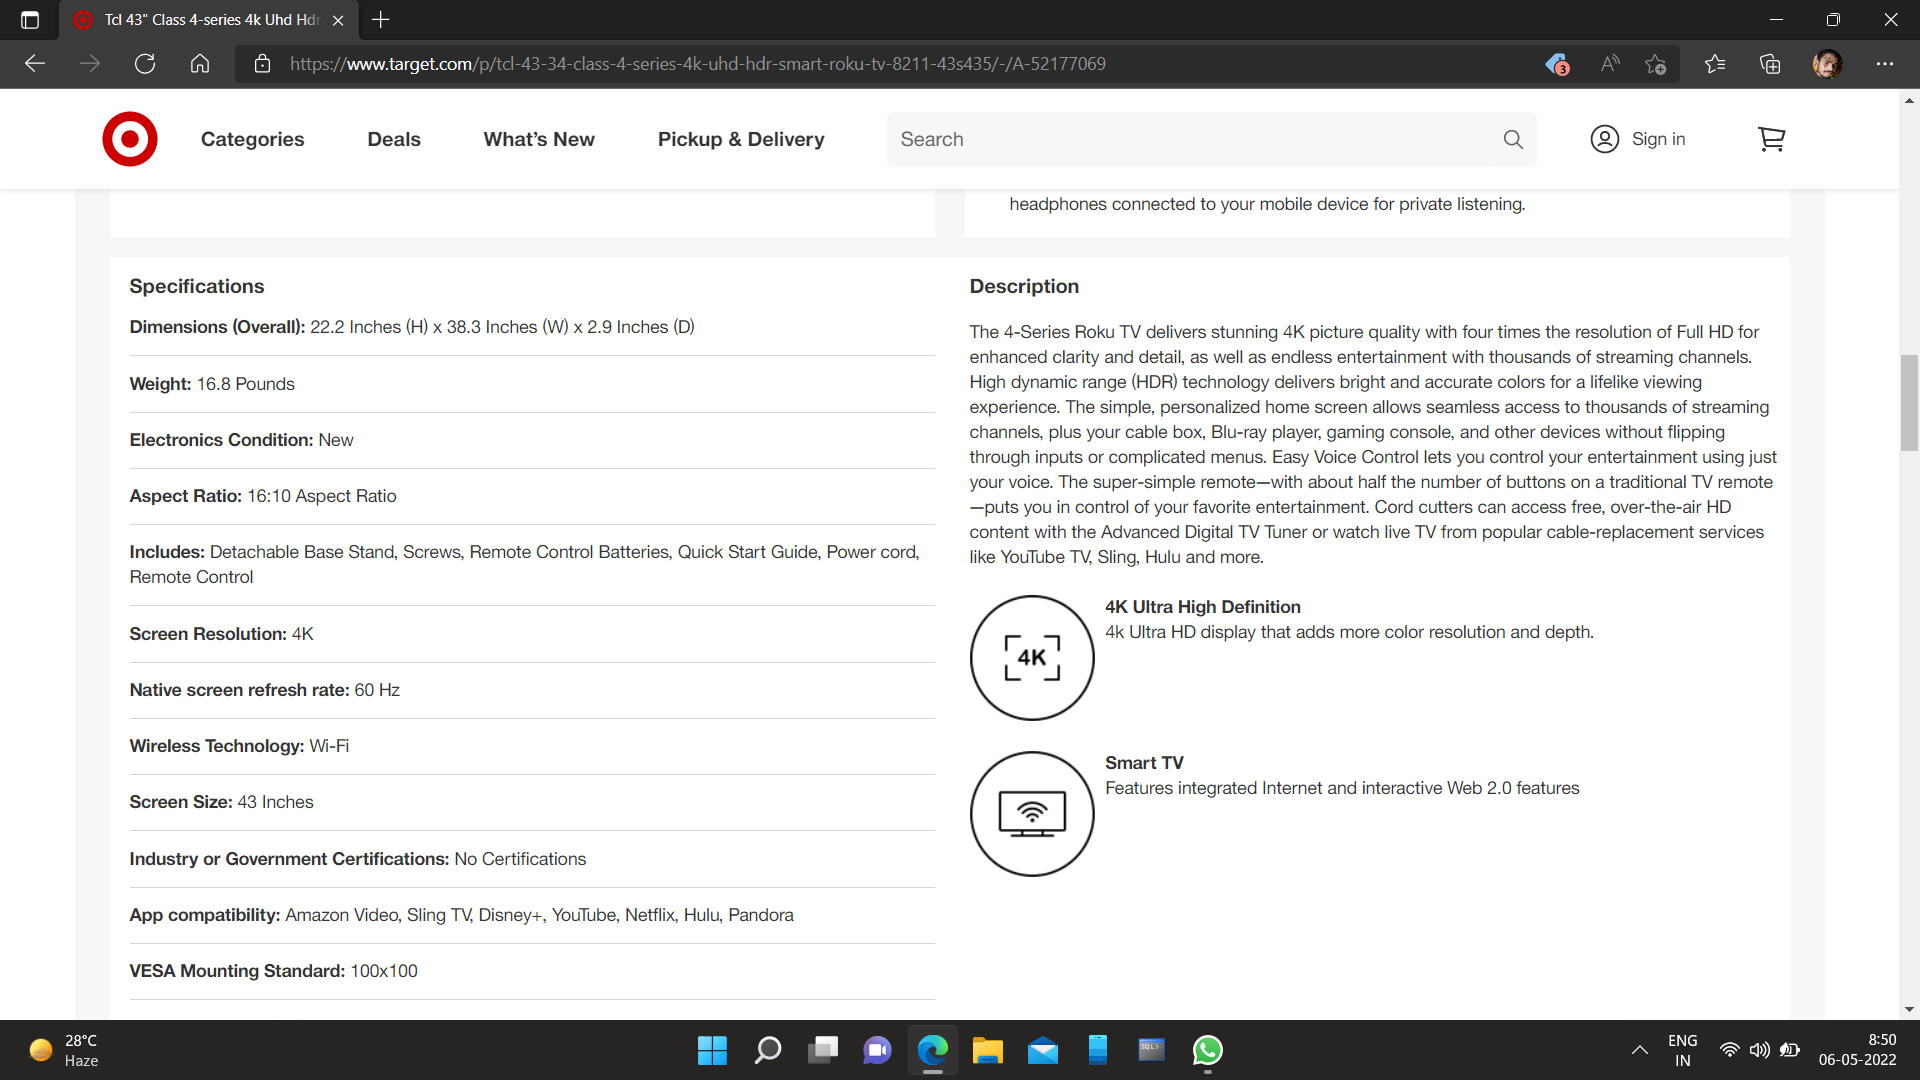 Tcl 43" Class 4-series 4k Uhd Hdr
https://www.target.com/p/tcl-43-34-class-4-series-4k-uhd-hdr-smart-roku-tv-8211-43s435/-/A-52177069
3
Categories
Deals
What's New
Pickup & Delivery
Search
Sign in
headphones connected to your mobile device for private listening.
Specifications
Dimensions (Overall): 22.2 Inches (H) x 38.3 Inches (W) x 2.9 Inches (D)
Weight: 16.8 Pounds
Electronics Condition: New
Aspect Ratio: 16:10 Aspect Ratio
Includes: Detachable Base Stand, Screws, Remote Control Batteries, Quick Start Guide, Power cord,
Remote Control
Screen Resolution: 4K
Native screen refresh rate: 60 Hz
Wireless Technology: Wi-Fi
Screen Size: 43 Inches
Industry or Government Certifications: No Certifications
App compatibility: Amazon Video, Sling TV, Disney+, YouTube, Netflix, Hulu, Pandora
VESA Mounting Standard: 100x100
Description
The 4-Series Roku TV delivers stunning 4K picture quality with four times the resolution of Full HD for
enhanced clarity and detail, as well as endless entertainment with thousands of streaming channels.
High dynamic range (HDR) technology delivers bright and accurate colors for a lifelike viewing
experience. The simple, personalized home screen allows seamless access to thousands of streaming
channels, plus your cable box, Blu-ray player, gaming console, and other devices without flipping
through inputs or complicated menus. Easy Voice Control lets you control your entertainment using just
your voice. The super-simple remote—with about half the number of buttons on a traditional TV remote
—puts you in control of your favorite entertainment. Cord cutters can access free, over-the-air HD
content with the Advanced Digital TV Tuner or watch live TV from popular cable-replacement services
like YouTube TV, Sling, Hulu and more.
4K
4K Ultra High Definition
4k Ultra HD display that adds more color resolution and depth.
Smart TV
Features integrated Internet and interactive Web 2.0 features
28°C
Haze
SQL>
ENG
IN
8:50
06-05-2022